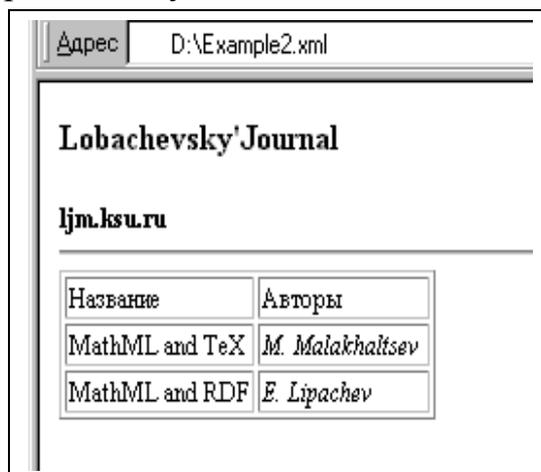 Адрес D:\Example2.xml
Lobachevsky'Journal
ljm.ksu.ru
Название Авторы
MathML and TeX M. Malakhaltsev
MathML and RDF E. Lipachev